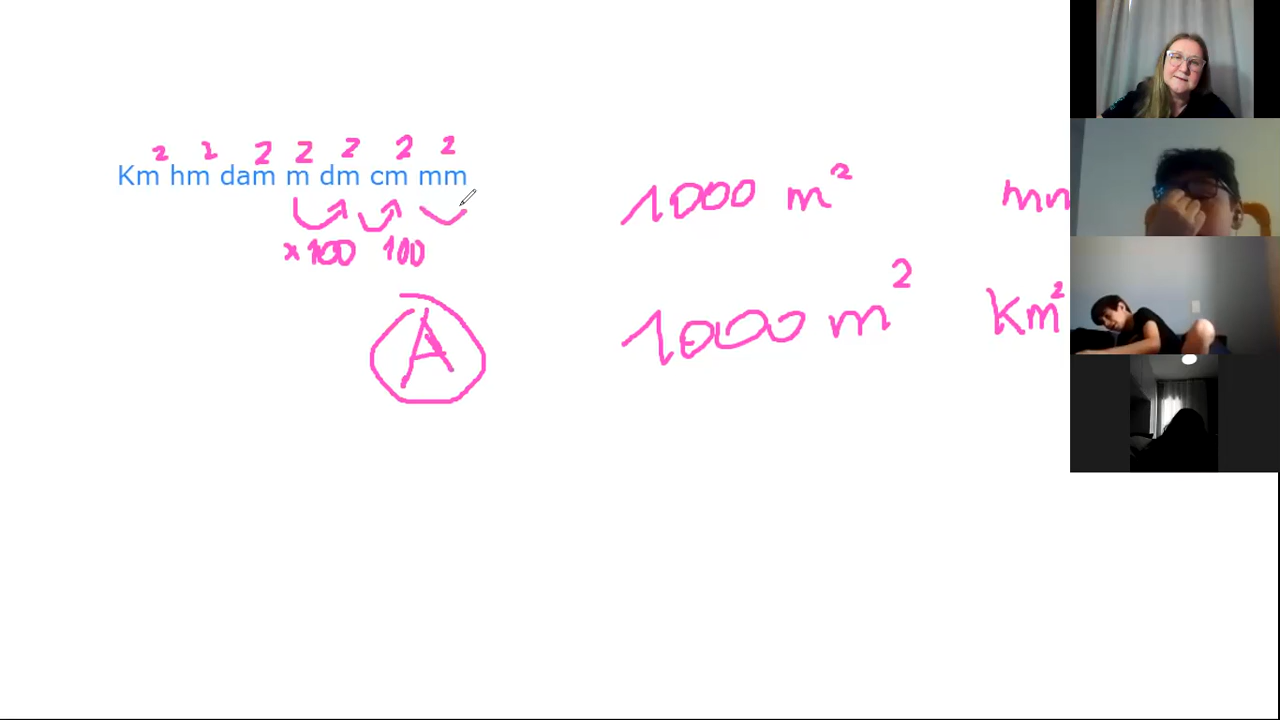 2 2 2 2 2 2 2
Km hm dam m dm cm mm
x 100 100
A
1000 m²
1000 m² Km²